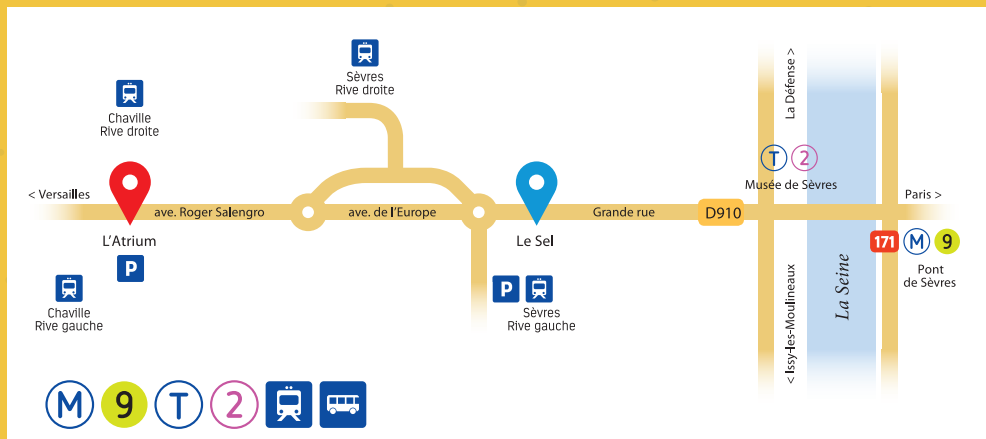 Sèvres
Rive droite
Chaville
Rive droite
La Défense >
T 2
Musée de Sèvres
< Versailles
Paris >
ave. Roger Salengro
ave. de l'Europe
Grande rue
D910
L'Atrium
P
Le Sel
171 M 9
Pont
de Sèvres
Chaville
Rive gauche
P
Sèvres
Rive gauche
< Issy-les-Moulineaux
La Seine
M 9 T 2